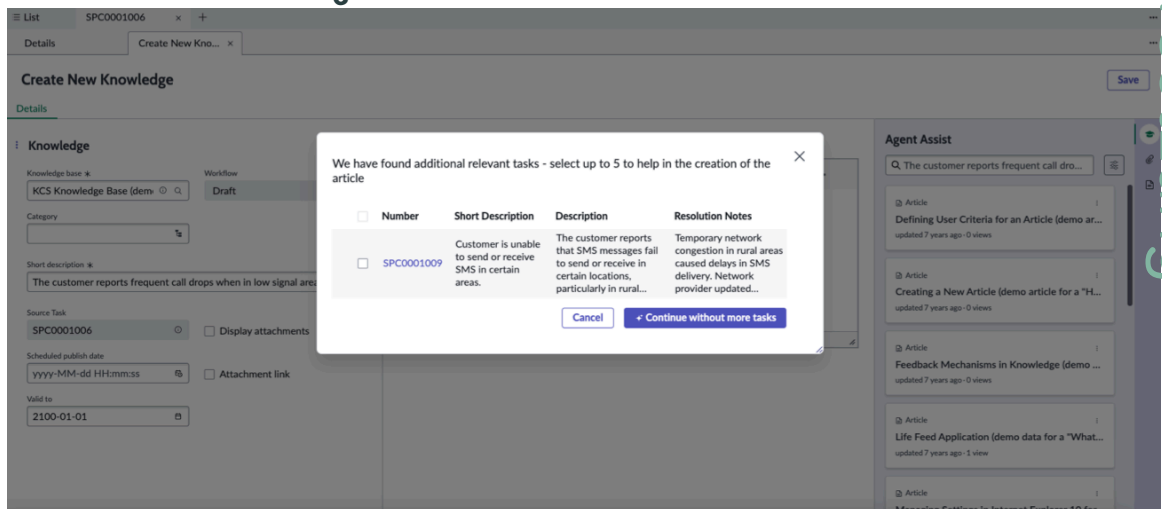 List SPC0001006 × +
Details Create New Kno... ×
Create New Knowledge
Save
Details
Knowledge
Knowledge base *
KCS Knowledge Base (dem
Workflow
Draft
Category
Short description *
The customer reports frequent call drops when in low signal area
Source Task
SPC0001006
Display attachments
Scheduled publish date
yyyy-MM-dd HH:mm:ss
Attachment link
Valid to
2100-01-01
We have found additional relevant tasks - select up to 5 to help in the creation of the
article
Number Short Description Description Resolution Notes
SPC0001009
Customer is unable
to send or receive
SMS in certain
areas.
The customer reports
that SMS messages fail
to send or receive in
certain locations,
particularly in rural...
Temporary network
congestion in rural areas
caused delays in SMS
delivery. Network
provider updated...
Cancel
Continue without more tasks
Agent Assist
The customer reports frequent call dro...
Article
Defining User Criteria for an Article (demo ar...
updated 7 years ago · 0 views
Article
Creating a New Article (demo article for a "H...
updated 7 years ago · 0 views
Article
Feedback Mechanisms in Knowledge (demo ...
updated 7 years ago · 0 views
Article
Life Feed Application (demo data for a "What...
updated 7 years ago · 1 view
Article